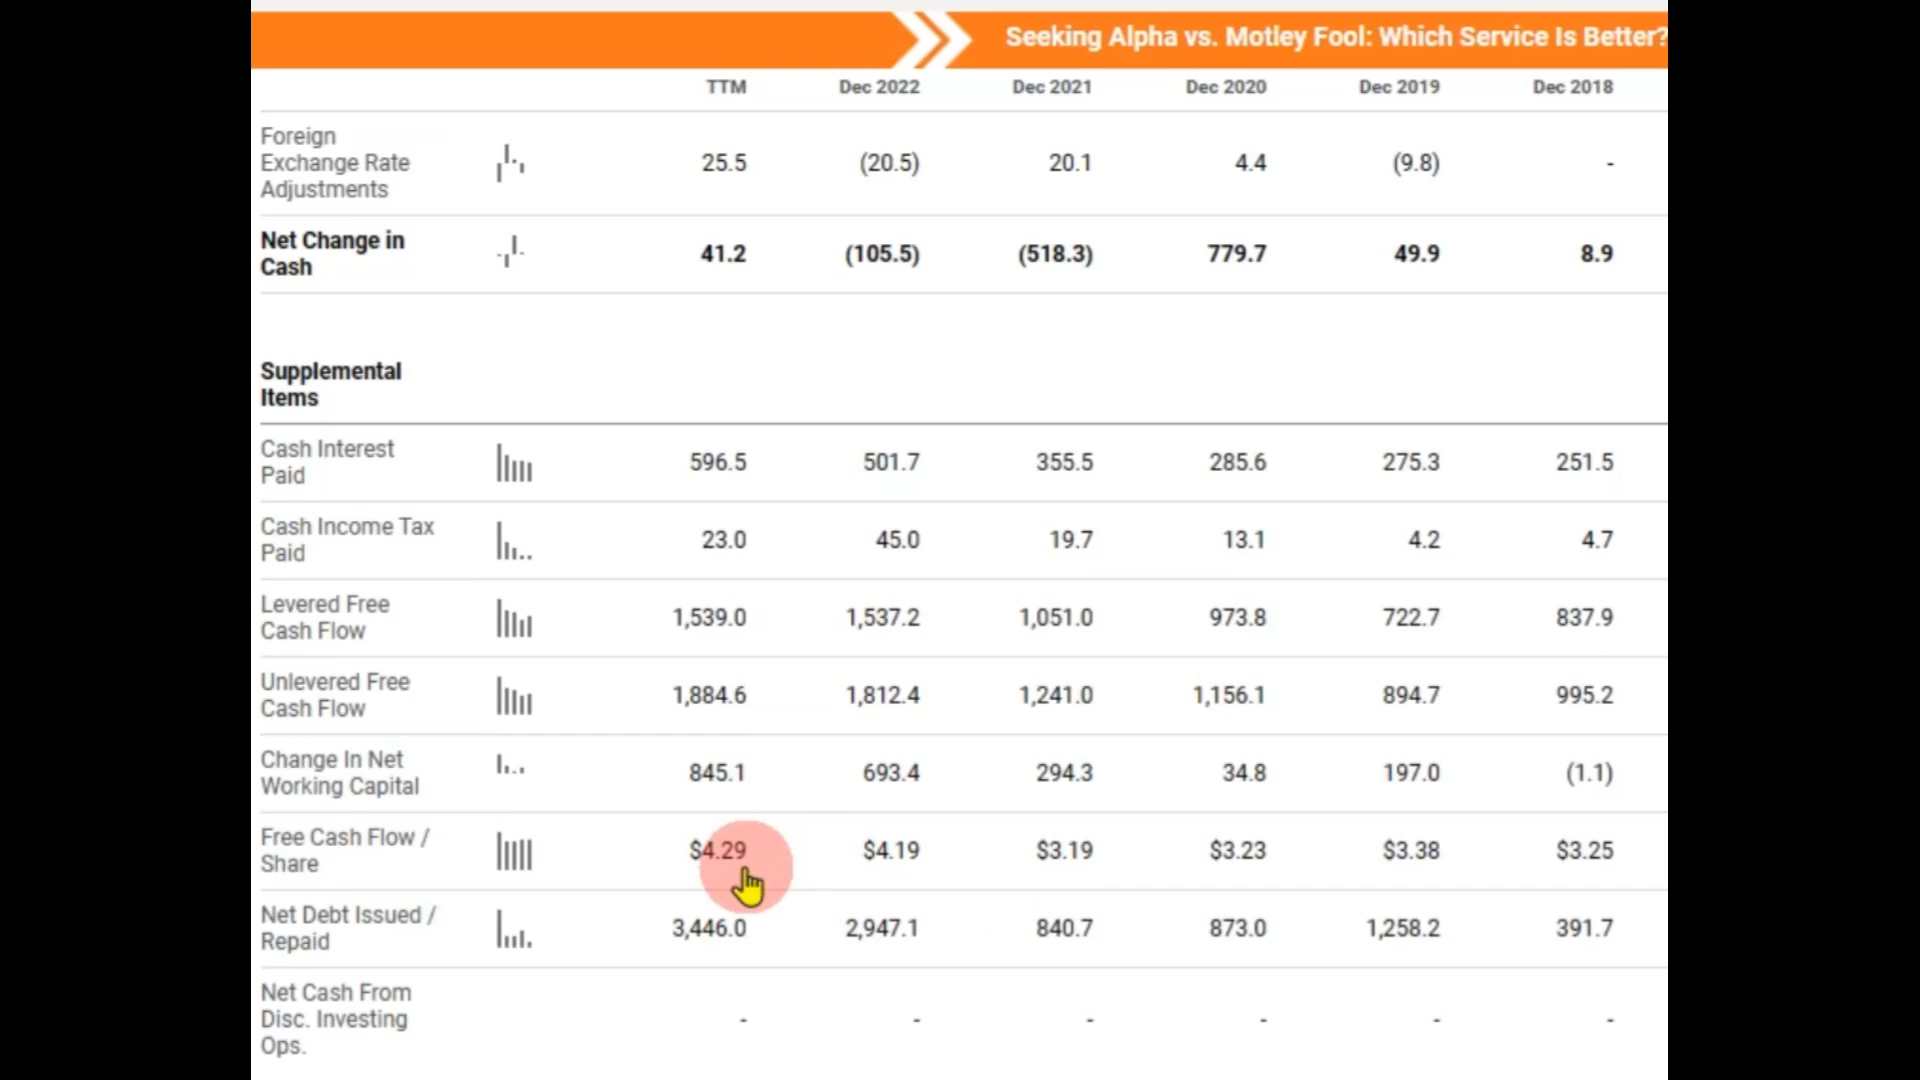 Seeking Alpha vs. Motley Fool: Which Service Is Better?
TTM Dec 2022 Dec 2021 Dec 2020 Dec 2019 Dec 2018
Foreign
Exchange Rate 25.5 (20.5) 20.1 4.4 (9.8) -
Adjustments
Net Change in
Cash 41.2 (105.5) (518.3) 779.7 49.9 8.9
Supplemental
Items
Cash Interest
Paid 596.5 501.7 355.5 285.6 275.3 251.5
Cash Income Tax
Paid 23.0 45.0 19.7 13.1 4.2 4.7
Levered Free
Cash Flow 1,539.0 1,537.2 1,051.0 973.8 722.7 837.9
Unlevered Free
Cash Flow 1,884.6 1,812.4 1,241.0 1,156.1 894.7 995.2
Change In Net
Working Capital 845.1 693.4 294.3 34.8 197.0 (1.1)
Free Cash Flow /
Share $4.29 $4.19 $3.19 $3.23 $3.38 $3.25
Net Debt Issued /
Repaid 3,446.0 2,947.1 840.7 873.0 1,258.2 391.7
Net Cash From
Disc. Investing - - - - - -
Ops.